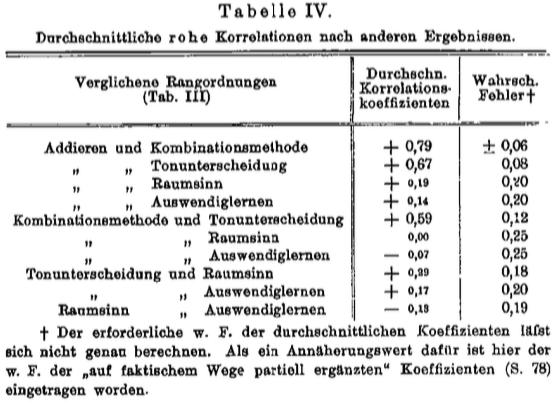 Tabelle IV.
Durchschnittliche rohe Korrelationen nach anderen Ergebnissen.
Verglichene Rangordnungen (Tab. III) | Durchschn. Korrelations-koeffizienten | Wahrsch. Fehler†
Addieren und Kombinationsmethode + 0,79 ± 0,06
„ „ Tonunterscheidung + 0,67 0,08
„ „ Raumsinn + 0,19 0,20
„ „ Auswendiglernen + 0,14 0,20
Kombinationsmethode und Tonunterscheidung + 0,59 0,12
„ „ Raumsinn 0,00 0,25
„ „ Auswendiglernen — 0,07 0,25
Tonunterscheidung und Raumsinn + 0,29 0,18
„ „ Auswendiglernen + 0,17 0,20
Raumsinn „ Auswendiglernen — 0,18 0,19
† Der erforderliche w. F. der durchschnittlichen Koeffizienten läſst
sich nicht genau berechnen. Als ein Annäherungswert dafür ist hier der
w. F. der „auf faktischem Wege partiell ergänzten“ Koeffizienten (S. 78)
eingetragen worden.